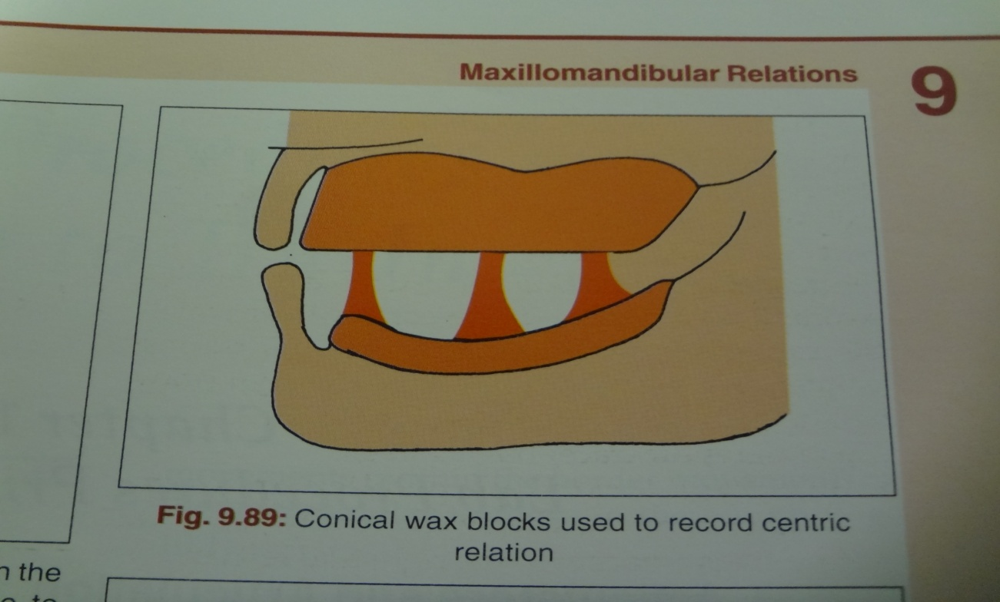 Maxillomandibular Relations 9
Fig. 9.89: Conical wax blocks used to record centric
relation
the